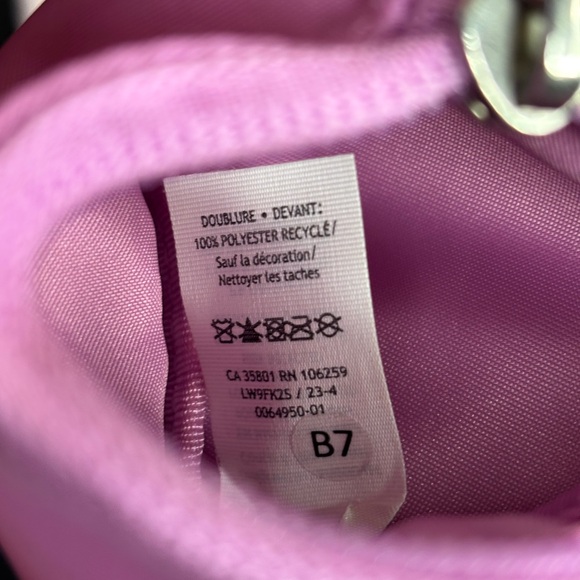 DOUBLURE • DEVANT:
100% POLYESTER RECYCLÉ/
Sauf la décoration/
Nettoyer les taches
CA 35801 RN 106259
LW9FK2S / 23-4
0064950-01
B7